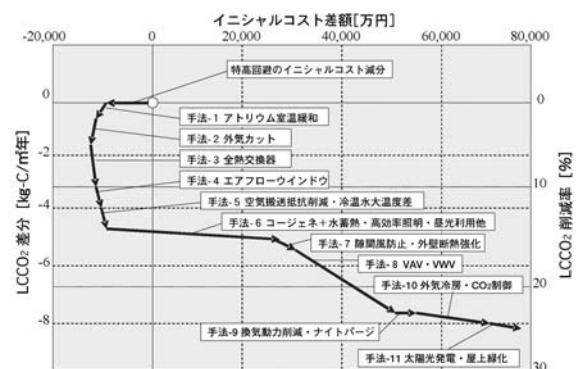 イニシャルコスト差額[万円]
-20,000 0 20,000 40,000 60,000 80,000
特高回避のイニシャルコスト減分
0 0
手法-1 アトリウム室温緩和
手法-2 外気カット
-2
手法-3 全熱交換器
手法-4 エアフローウインドウ
10
-4
手法-5 空気搬送抵抗削減・冷温水大温度差
手法-6 コージェネ＋水蓄熱・高効率照明・昼光利用他
手法-7 隙間風防止・外壁断熱強化
-6
手法-8 VAV・VWV
20
手法-10 外気冷房・CO₂制御
-8
手法-9 換気動力削減・ナイトパージ
手法-11 太陽光発電・屋上緑化
30
LCCO₂ 差分 [kg-C/㎡年]
LCCO₂ 削減率 [%]